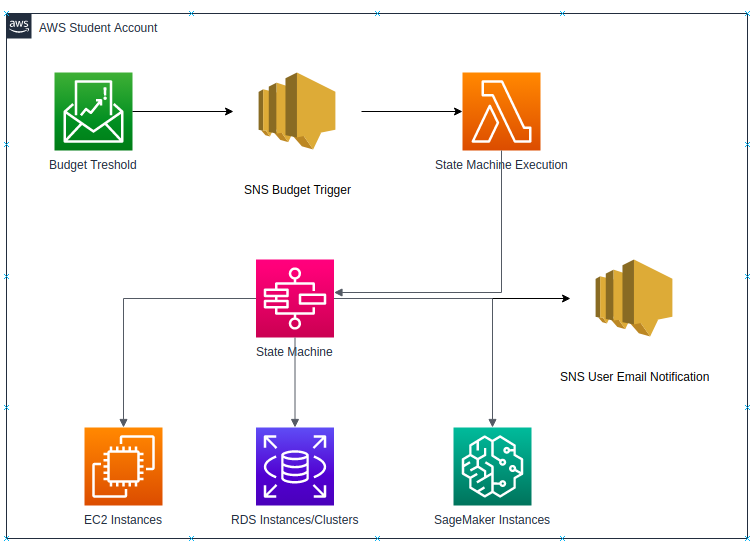 aws
AWS Student Account
Budget Treshold
SNS Budget Trigger
State Machine Execution
State Machine
SNS User Email Notification
EC2 Instances
RDS Instances/Clusters
SageMaker Instances